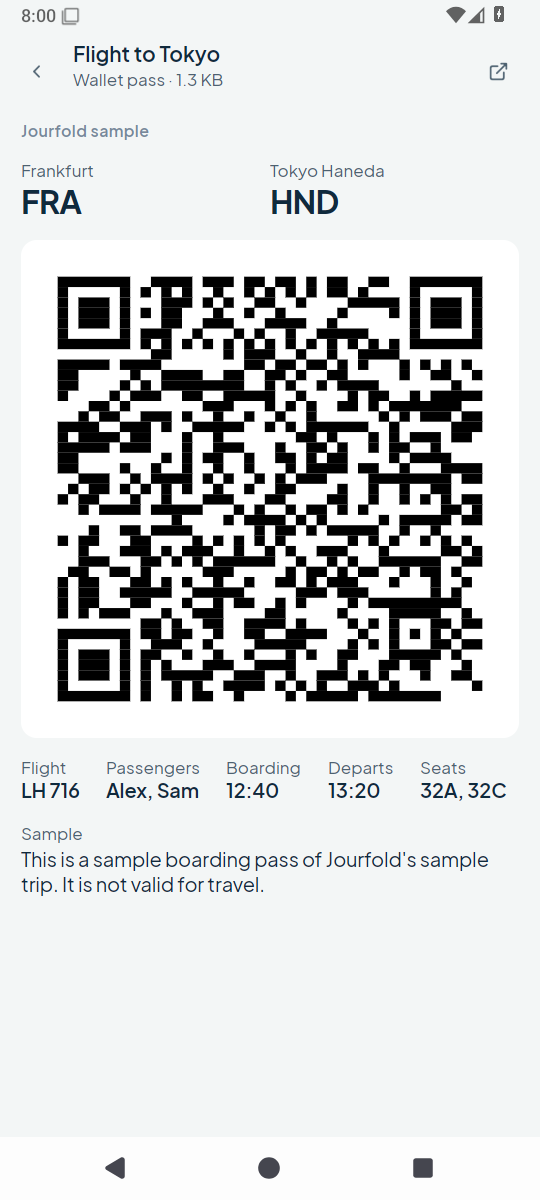 8:00
Flight to Tokyo
Wallet pass · 1.3 KB
Jourfold sample
Frankfurt Tokyo Haneda
FRA HND
Flight Passengers Boarding Departs Seats
LH 716 Alex, Sam 12:40 13:20 32A, 32C
Sample
This is a sample boarding pass of Jourfold's sample
trip. It is not valid for travel.